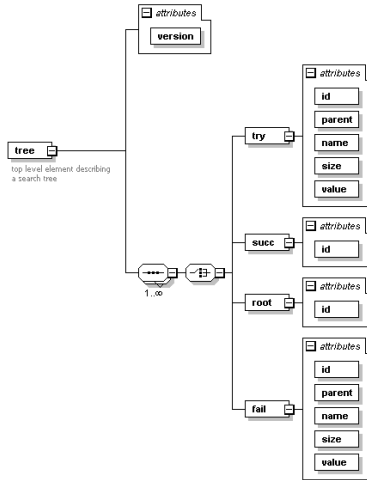 attributes
version
tree
top level element describing
a search tree
1..∞
try
attributes
id
parent
name
size
value
succ
attributes
id
root
attributes
id
fail
attributes
id
parent
name
size
value